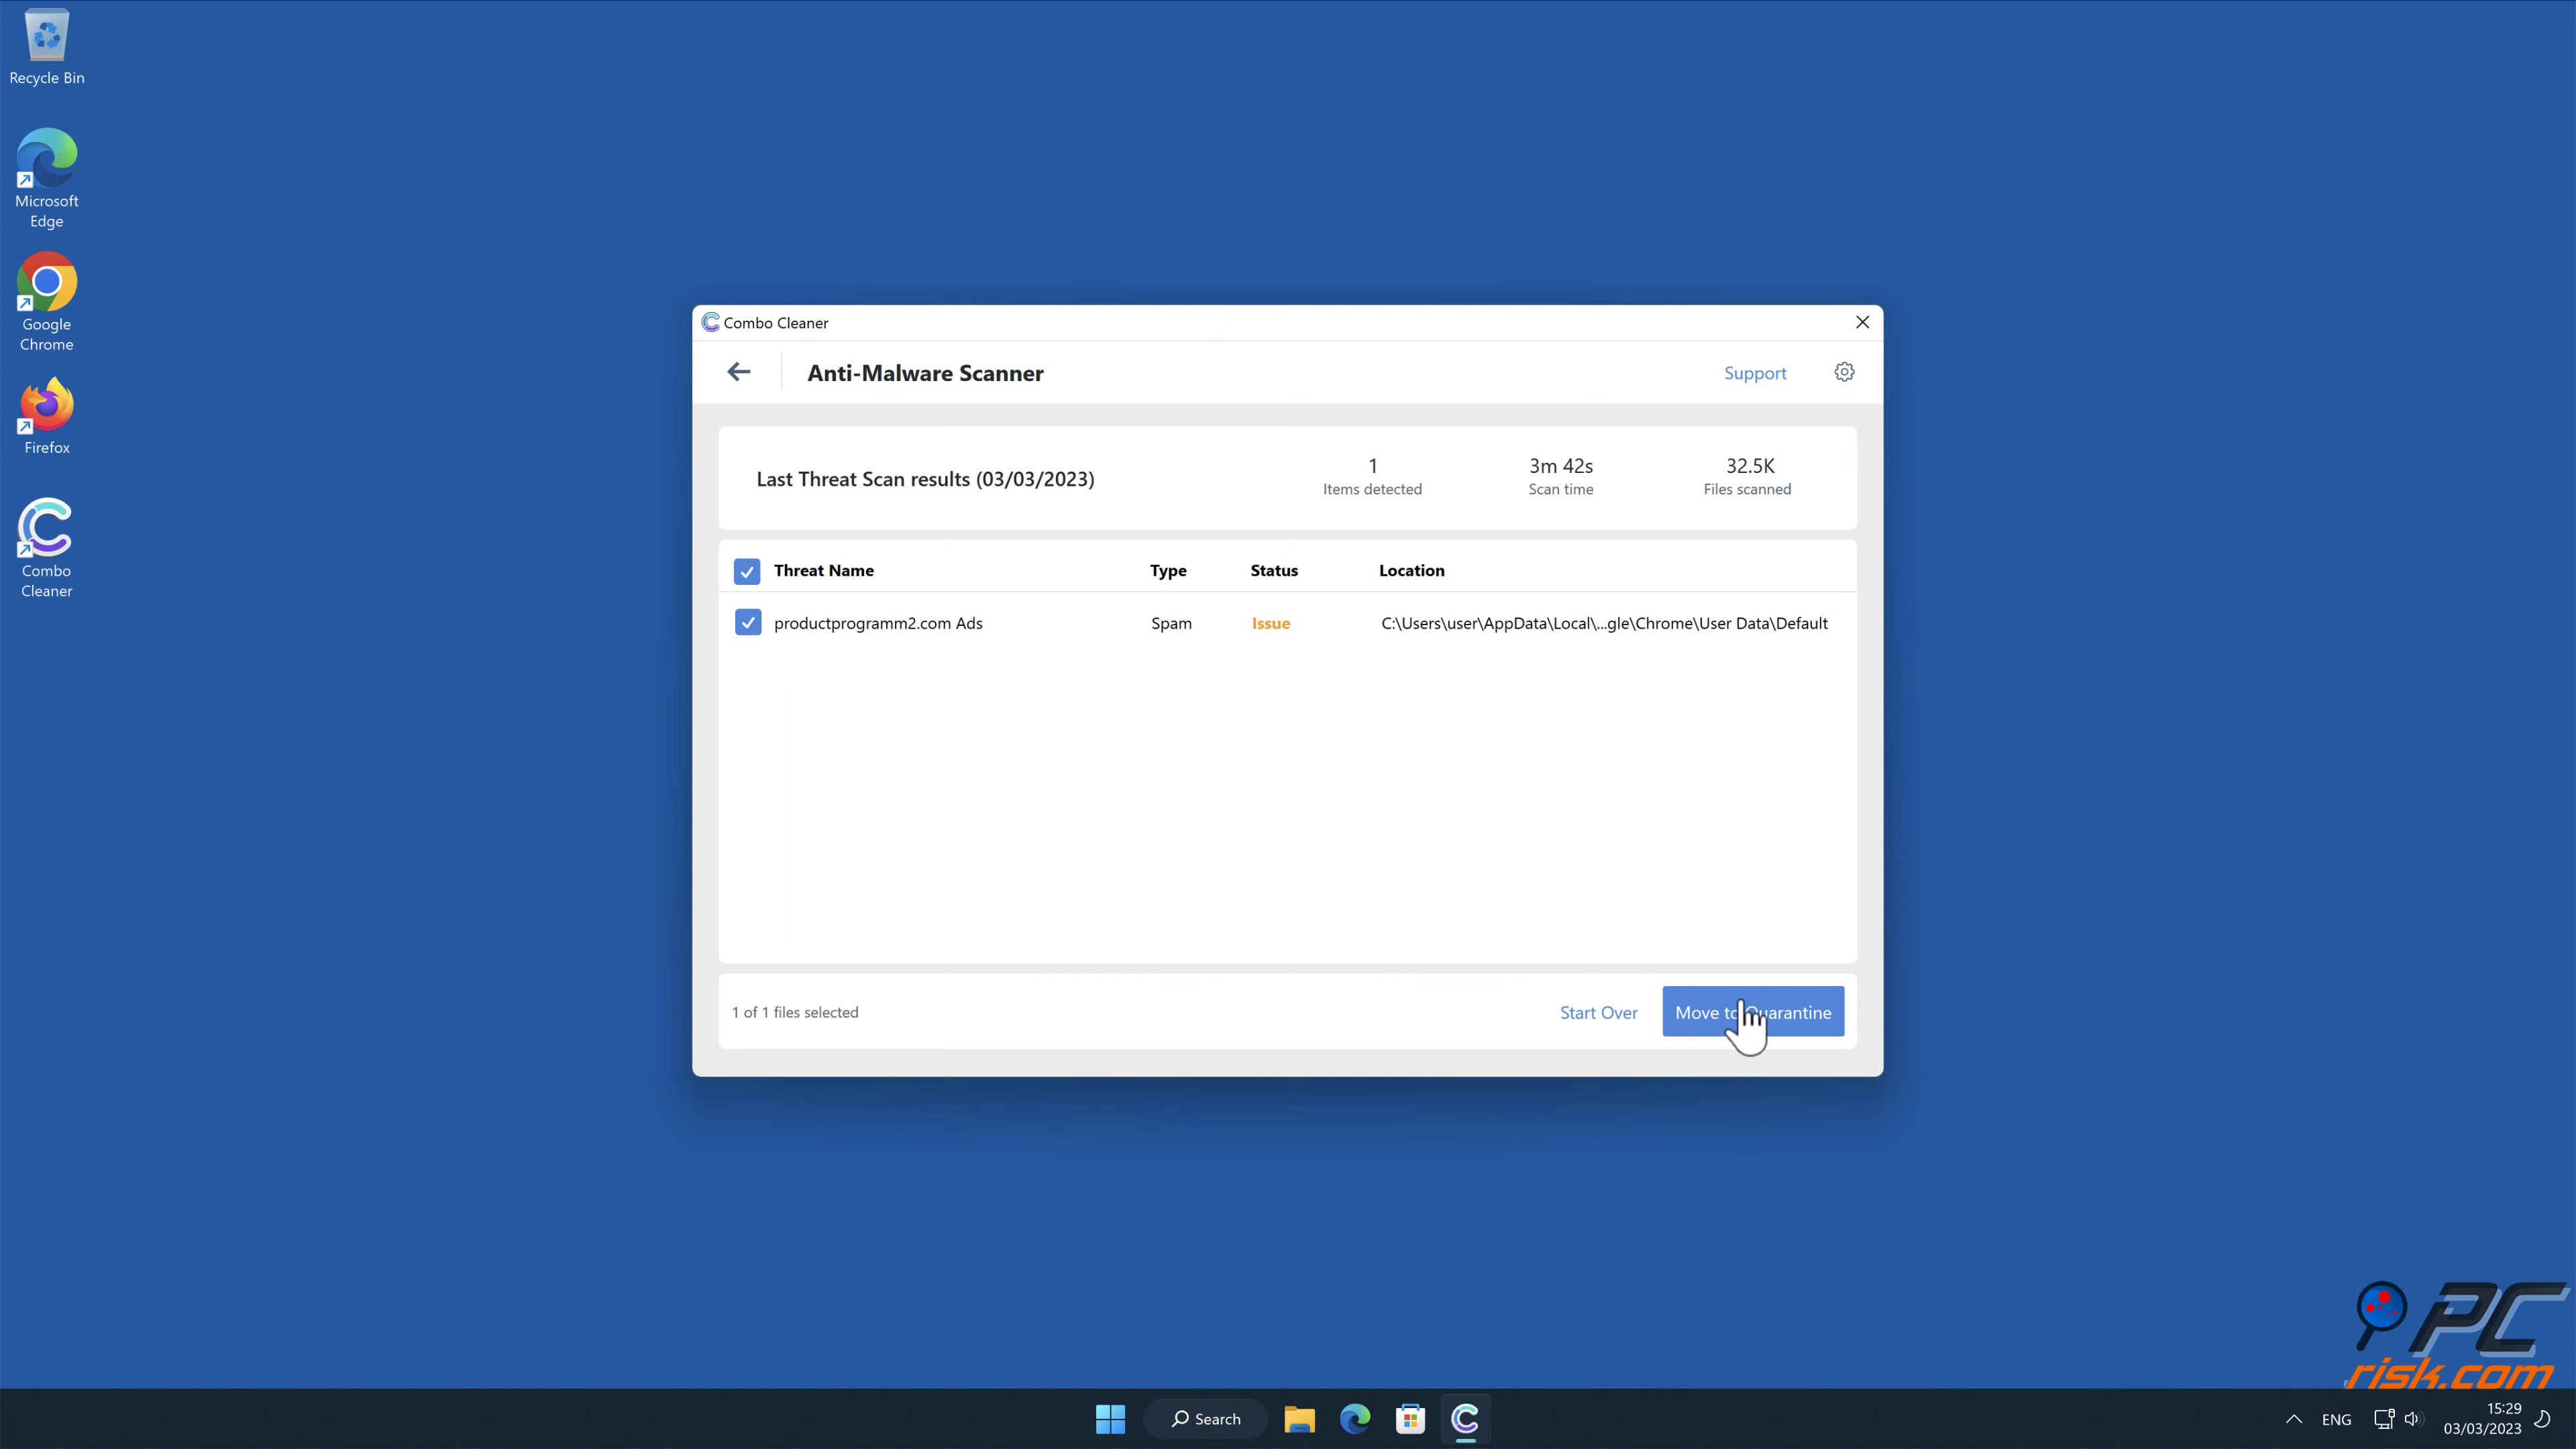 Recycle Bin
Microsoft
Edge
Google
Chrome
Firefox
Combo
Cleaner
Combo Cleaner
Anti-Malware Scanner
Support
Last Threat Scan results (03/03/2023)
1
Items detected
3m 42s
Scan time
32.5K
Files scanned
Threat Name Type Status Location
productprogramm2.com Ads Spam Issue C:\Users\user\AppData\Local\...gle\Chrome\User Data\Default
1 of 1 files selected
Start Over
Move to Quarantine
PC
risk.com
Search
ENG
15:29
03/03/2023